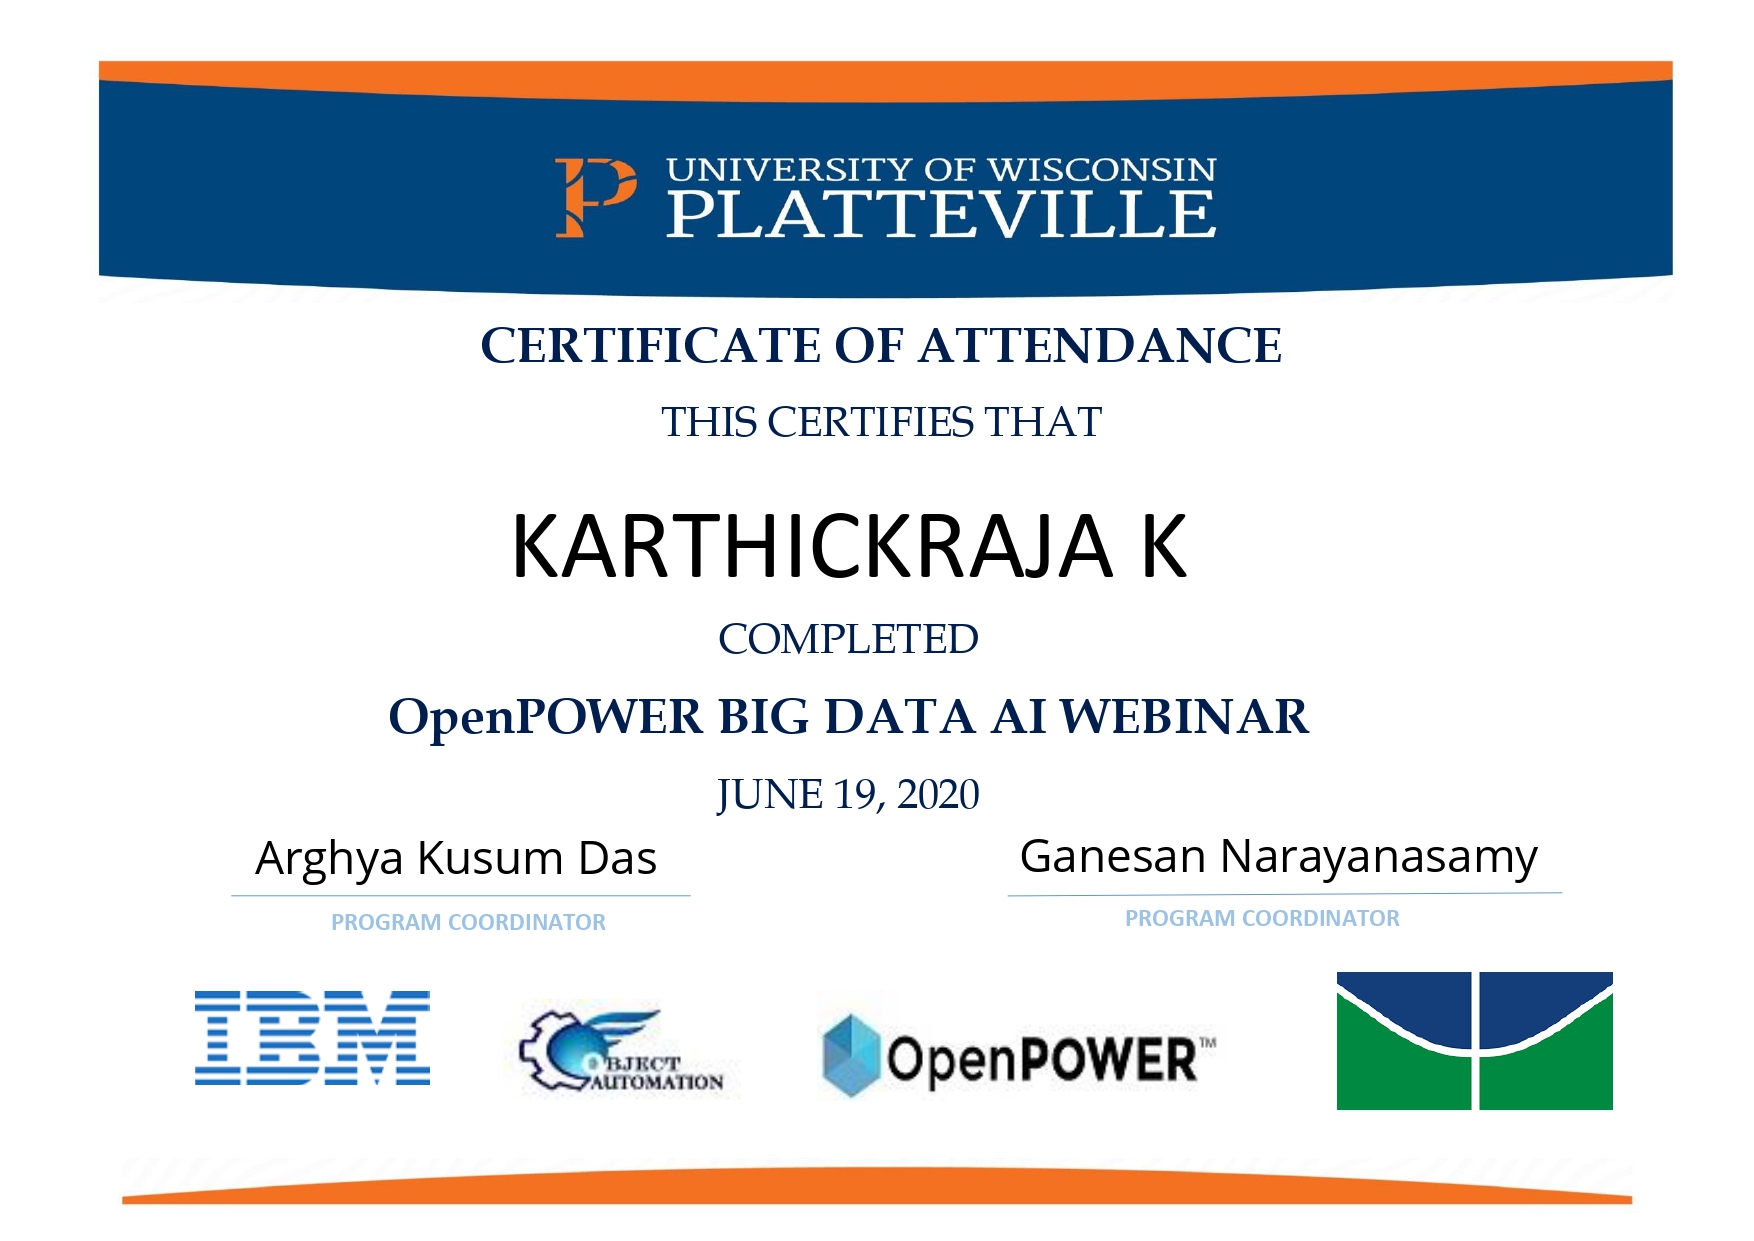 UNIVERSITY OF WISCONSIN
PLATTEVILLE
CERTIFICATE OF ATTENDANCE
THIS CERTIFIES THAT
KARTHICKRAJA K
COMPLETED
OpenPOWER BIG DATA AI WEBINAR
JUNE 19, 2020
Arghya Kusum Das
PROGRAM COORDINATOR
Ganesan Narayanasamy
PROGRAM COORDINATOR
IBM
OBJECT
AUTOMATION
OpenPOWER™